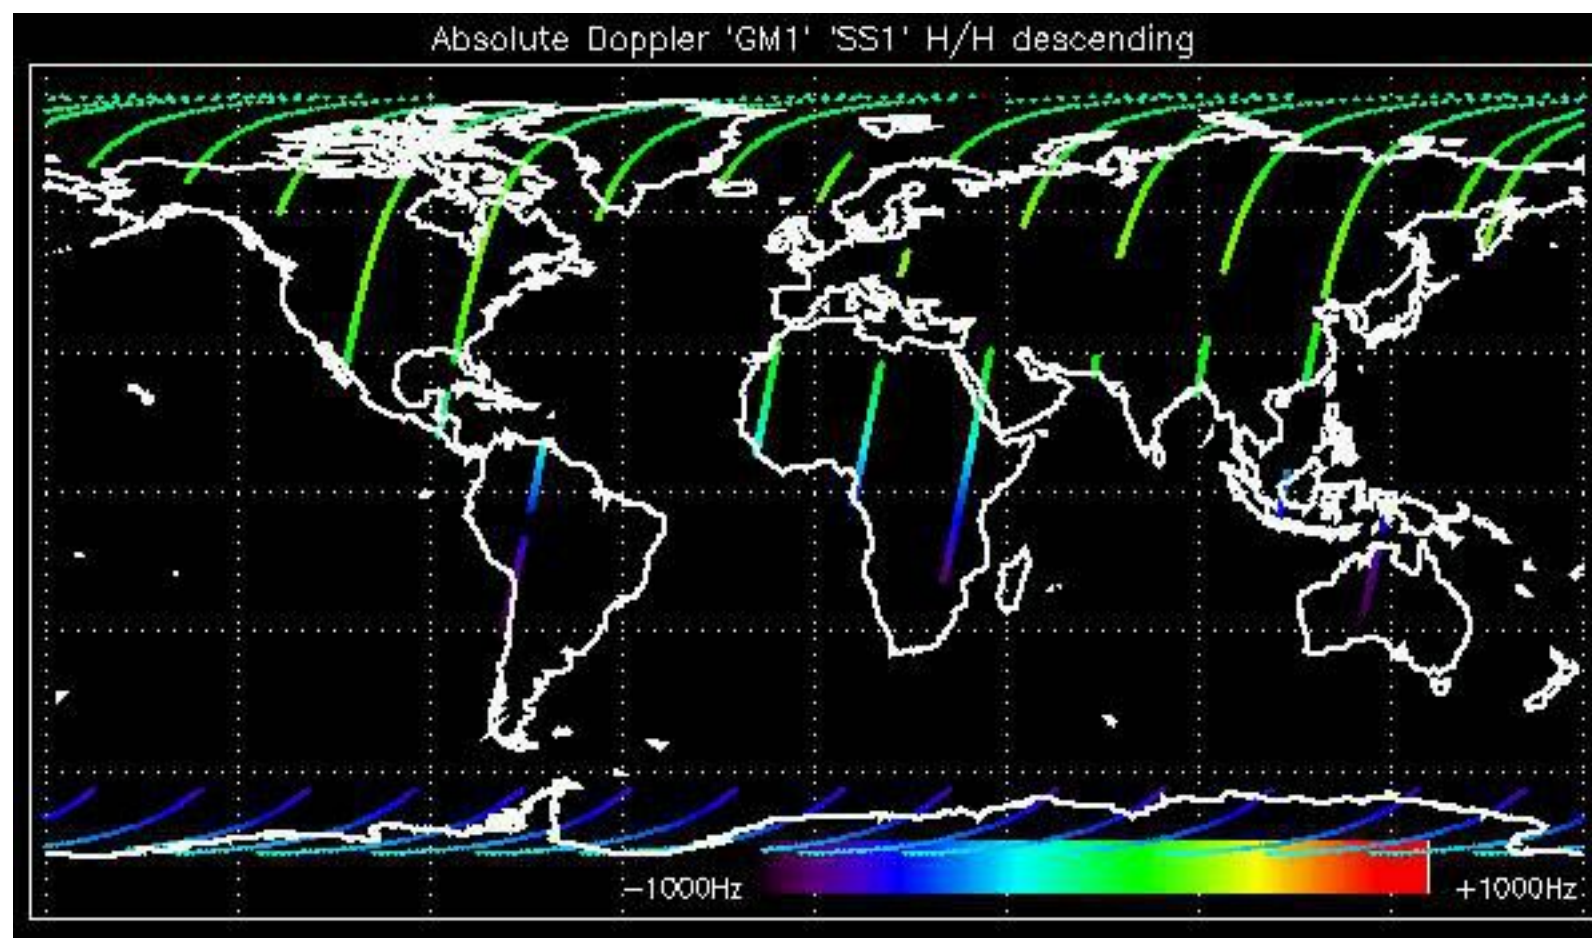 Absolute Doppler 'GM1' 'SS1' H/H descending
-1000Hz
+1000Hz